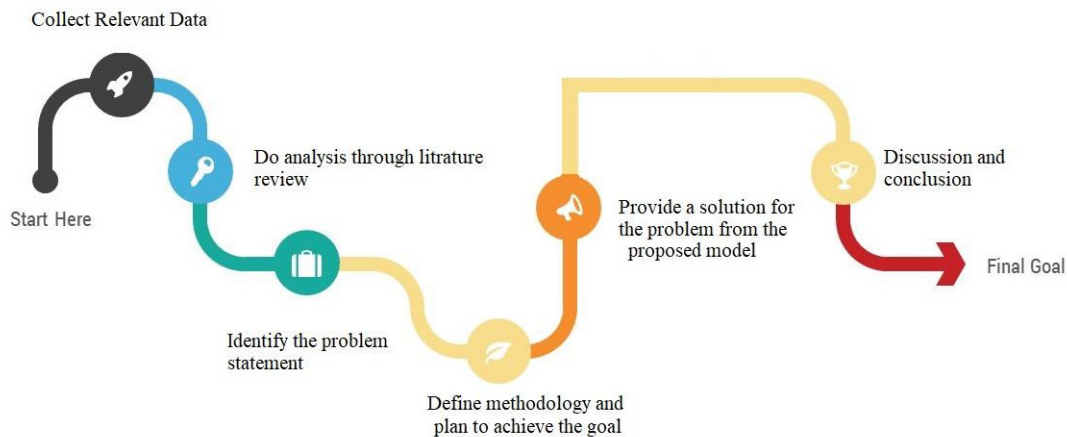 Collect Relevant Data
Start Here
Do analysis through litrature
review
Identify the problem
statement
Define methodology and
plan to achieve the goal
Provide a solution for
the problem from the
proposed model
Discussion and
conclusion
Final Goal